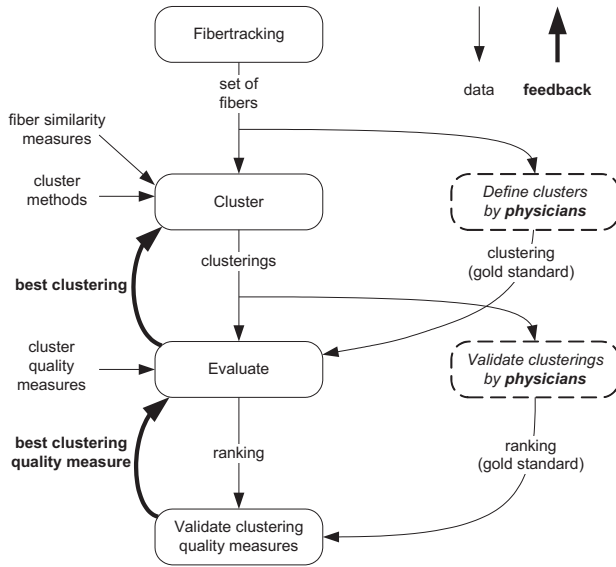 Fibertracking
set of
fibers
data
feedback
fiber similarity
measures
cluster
methods
Cluster
Define clusters
by physicians
clusterings
clustering
(gold standard)
best clustering
cluster
quality
measures
Evaluate
Validate clusterings
by physicians
best clustering
quality measure
ranking
ranking
(gold standard)
Validate clustering
quality measures